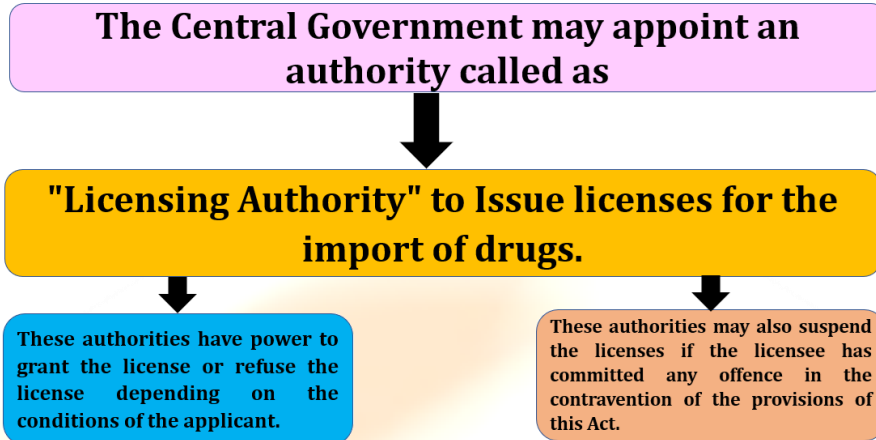 The Central Government may appoint an
authority called as
"Licensing Authority" to Issue licenses for the
import of drugs.
These authorities have power to
grant the license or refuse the
license depending on the
conditions of the applicant.
These authorities may also suspend
the licenses if the licensee has
committed any offence in the
contravention of the provisions of
this Act.